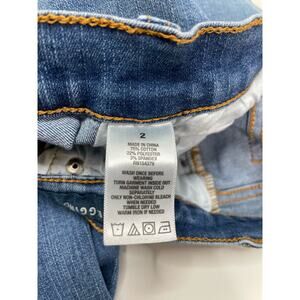 2
MADE IN CHINA
75% COTTON
22% POLYESTER
3% SPANDEX
WASH ONCE BEFORE
WEARING
TURN GARMENT INSIDE OUT
MACHINE WASH COLD
SEPARATELY
ONLY NON-CHLORINE BLEACH
WHEN NEEDED
TUMBLE DRY LOW
WARM IRON IF NEEDED